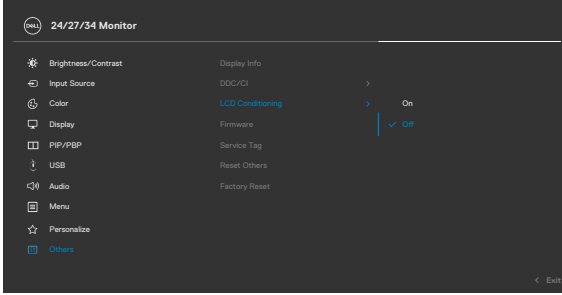 DELL 24/27/34 Monitor
Brightness/Contrast Display Info
Input Source DDC/CI >
Color LCD Conditioning > On
Display Firmware ✓ Off
PIP/PBP Service Tag
USB Reset Others
Audio Factory Reset
Menu
Personalize
Others
< Exit